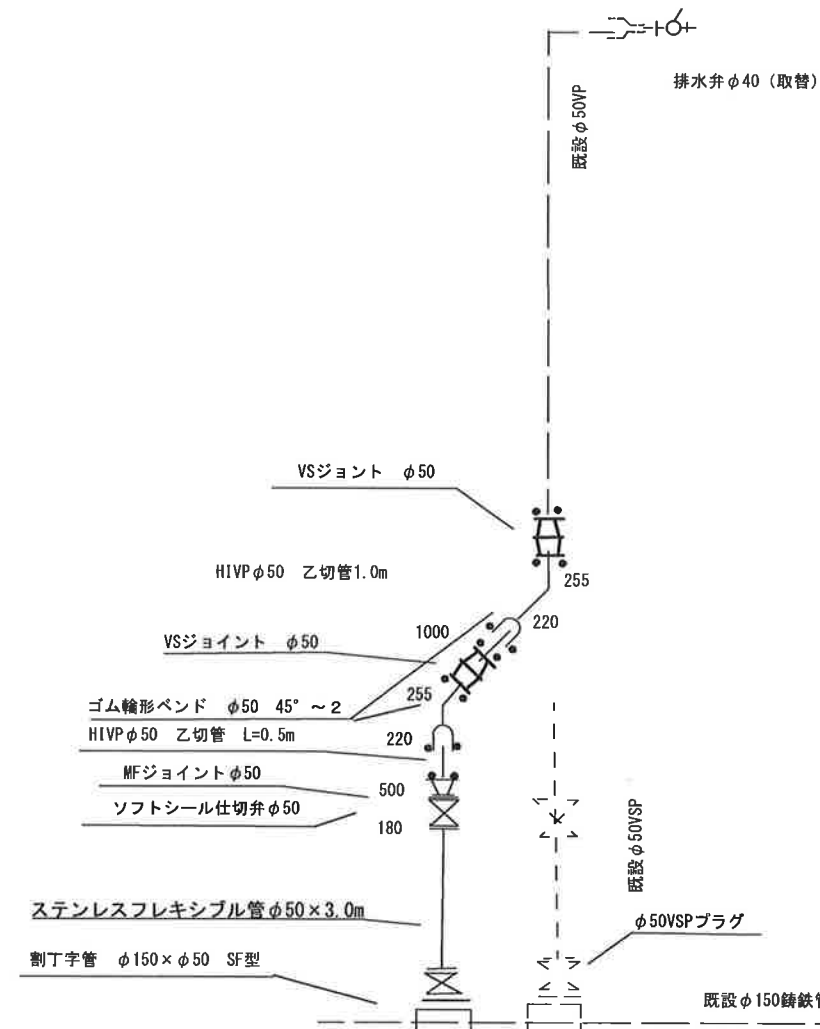 排水弁φ40（取替）
既設φ50VP
VSジョント　φ50
HIVPφ50　乙切管1.0m
255
220
1000
VSジョイント　φ50
255
ゴム輪形ベンド　φ50　45°～2
HIVPφ50　乙切管　L=0.5m
220
MFジョイントφ50
500
ソフトシール仕切弁φ50
180
既設φ50VSP
ステンレスフレキシブル管φ50×3.0m
φ50VSPプラグ
割丁字管　φ150×φ50　SF型
既設φ150鋳鉄管